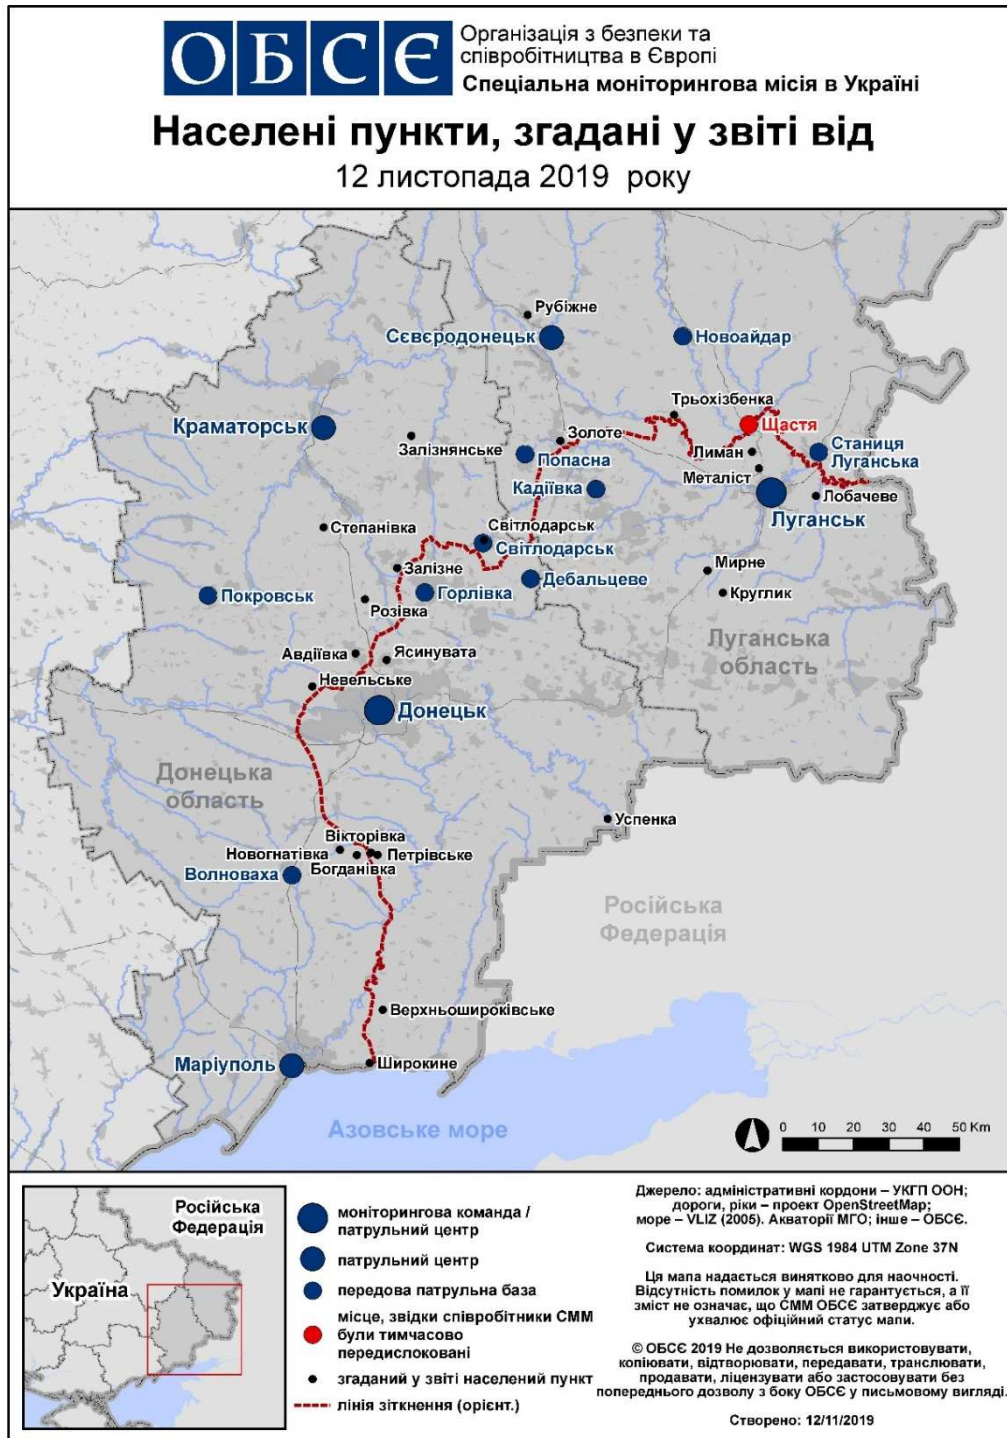 ОБСЄ
Організація з безпеки та
співробітництва в Європі
Спеціальна моніторингова місія в Україні
Населені пункти, згадані у звіті від
12 листопада 2019 року
Рубіжне
Сєвєродонецьк
Новоайдар
Трьохізбенка
Щастя
Краматорськ
Залізнянське
Золоте
Попасна
Лиман
Станиця
Луганська
Металіст
Кадіївка
Лобачеве
Луганськ
Степанівка
Світлодарськ
Світлодарськ
Залізне
Дебальцеве
Мирне
Покровськ
Горлівка
Круглик
Розівка
Луганська
область
Авдіївка
Ясинувата
Невельське
Донецьк
Донецька
область
Успенка
Вікторівка
Новогнатівка
Петрівське
Богданівка
Волноваха
Російська
Федерація
Верхньошироківське
Маріуполь
Широкине
Азовське море
0 10 20 30 40 50 Km
Російська
Федерація
Україна
моніторингова команда /
патрульний центр
патрульний центр
передова патрульна база
місце, звідки співробітники СММ
були тимчасово
передислоковані
згаданий у звіті населений пункт
лінія зіткнення (орієнт.)
Джерело: адміністративні кордони – УКГП ООН;
дороги, ріки – проект OpenStreetMap;
море – VLIZ (2005). Акваторії МГО; інше – ОБСЄ.
Система координат: WGS 1984 UTM Zone 37N
Ця мапа надається винятково для наочності.
Відсутність помилок у мапі не гарантується, а її
зміст не означає, що СММ ОБСЄ затверджує або
ухвалює офіційний статус мапи.
© ОБСЄ 2019 Не дозволяється використовувати,
копіювати, відтворювати, передавати, транслювати,
продавати, ліцензувати або застосовувати без
попереднього дозволу з боку ОБСЄ у письмовому вигляді.
Створено: 12/11/2019